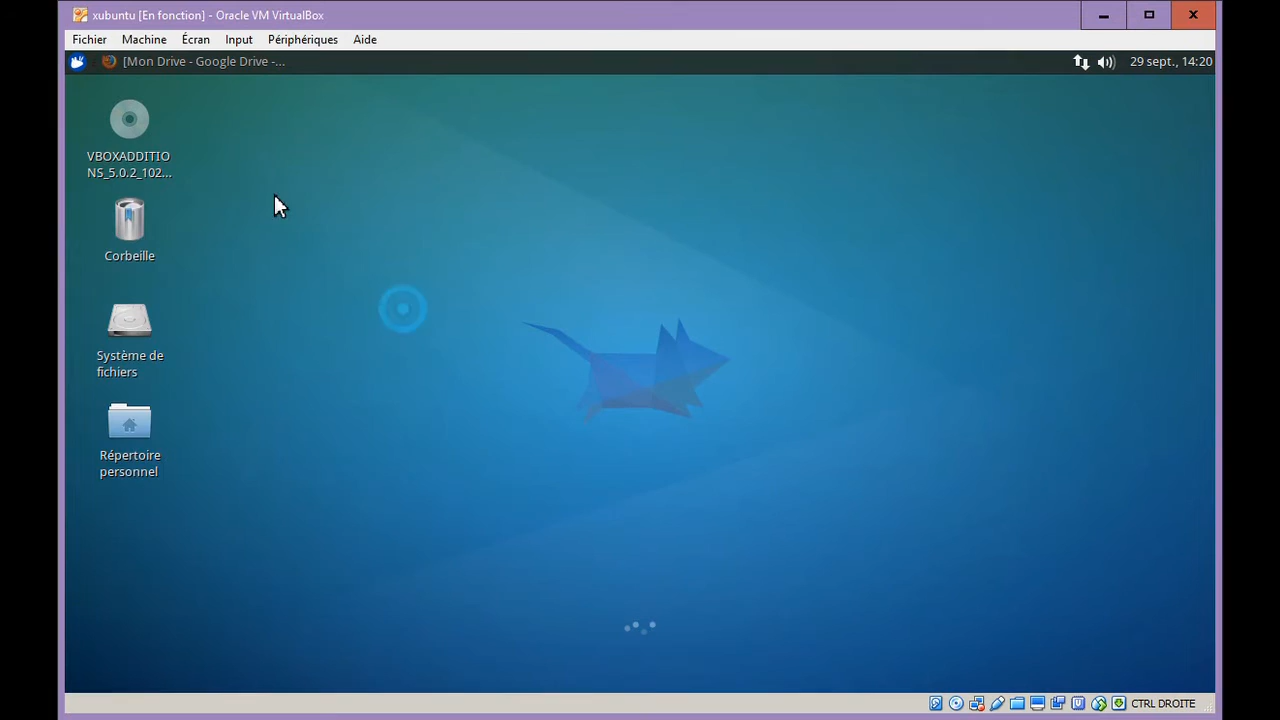 xubuntu [En fonction] - Oracle VM VirtualBox
Fichier Machine Écran Input Périphériques Aide
[Mon Drive - Google Drive -...
29 sept., 14:20
VBOXADDITIO
NS_5.0.2_102...
Corbeille
Système de
fichiers
Répertoire
personnel
CTRL DROITE